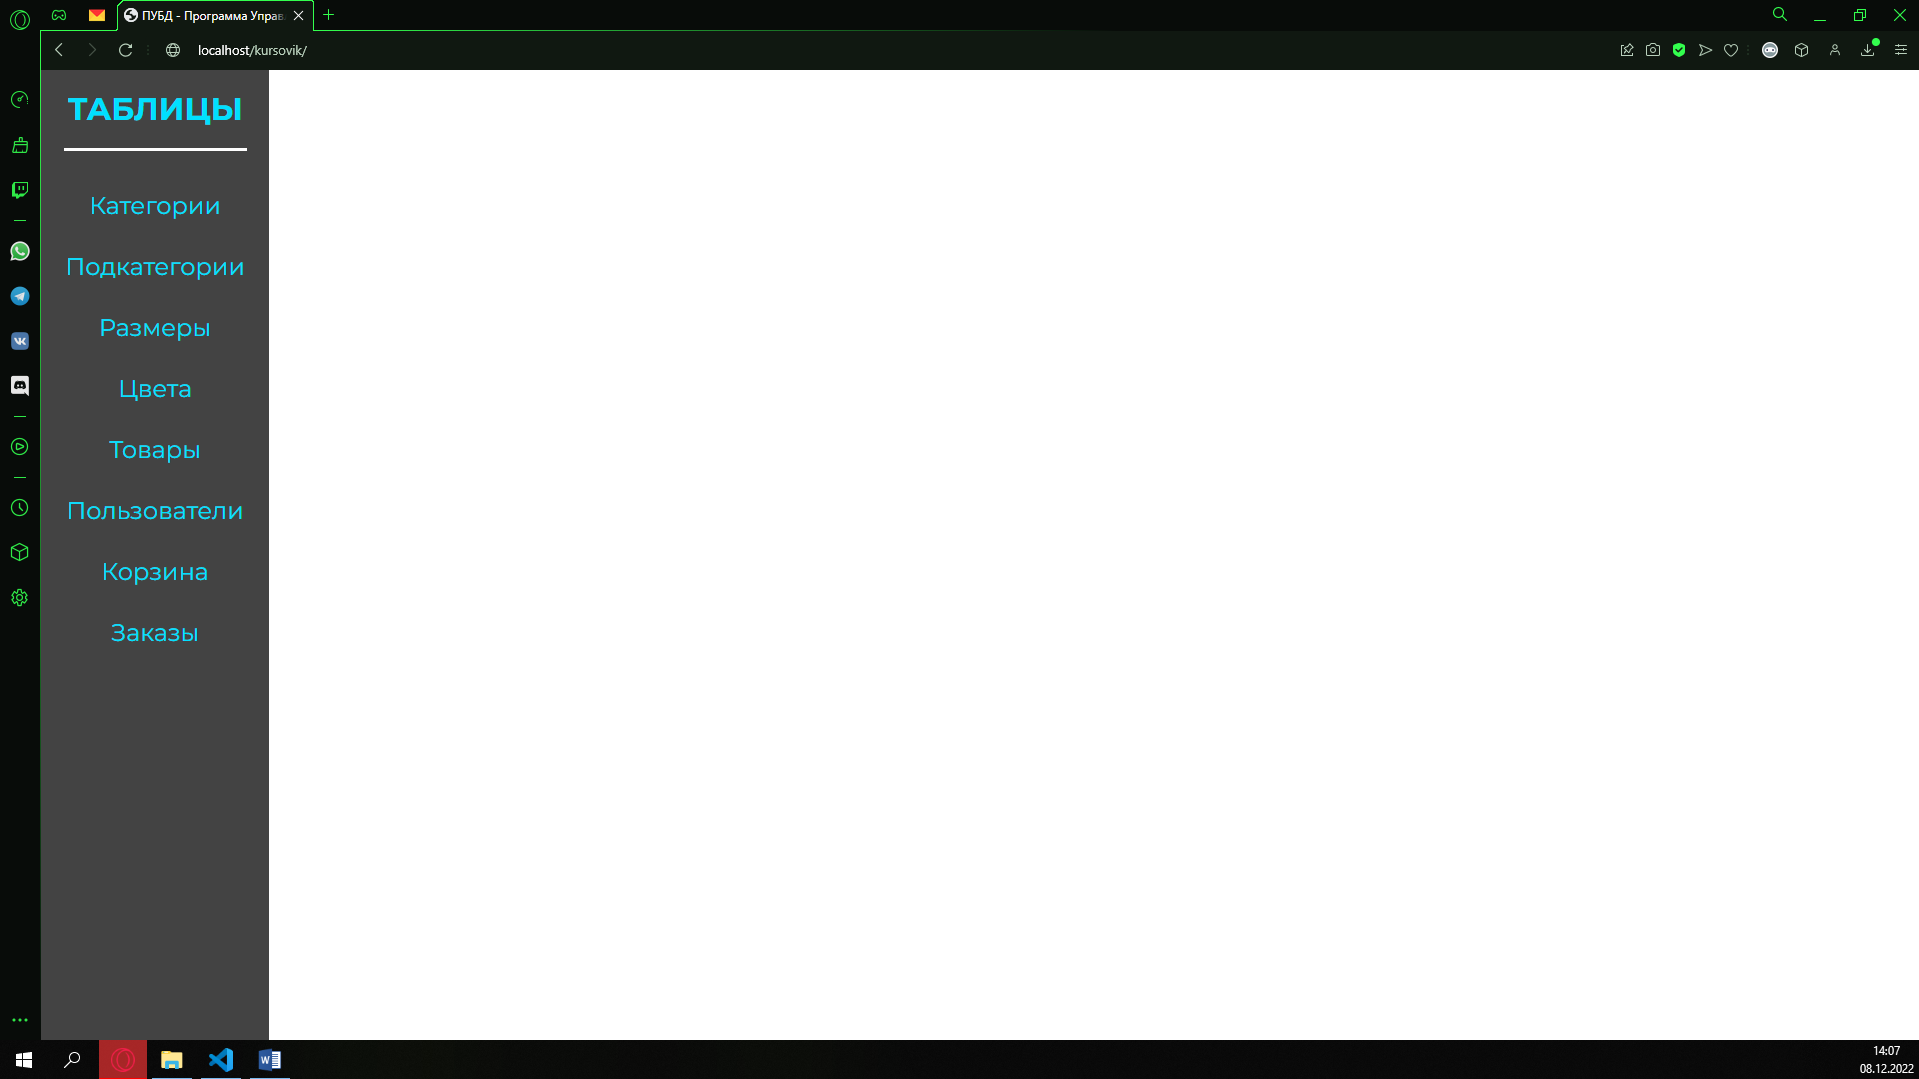 ПУБД - Программа Управ
localhost/kursovik/
ТАБЛИЦЫ
Категории
Подкатегории
Размеры
Цвета
Товары
Пользователи
Корзина
Заказы
14:07
08.12.2022